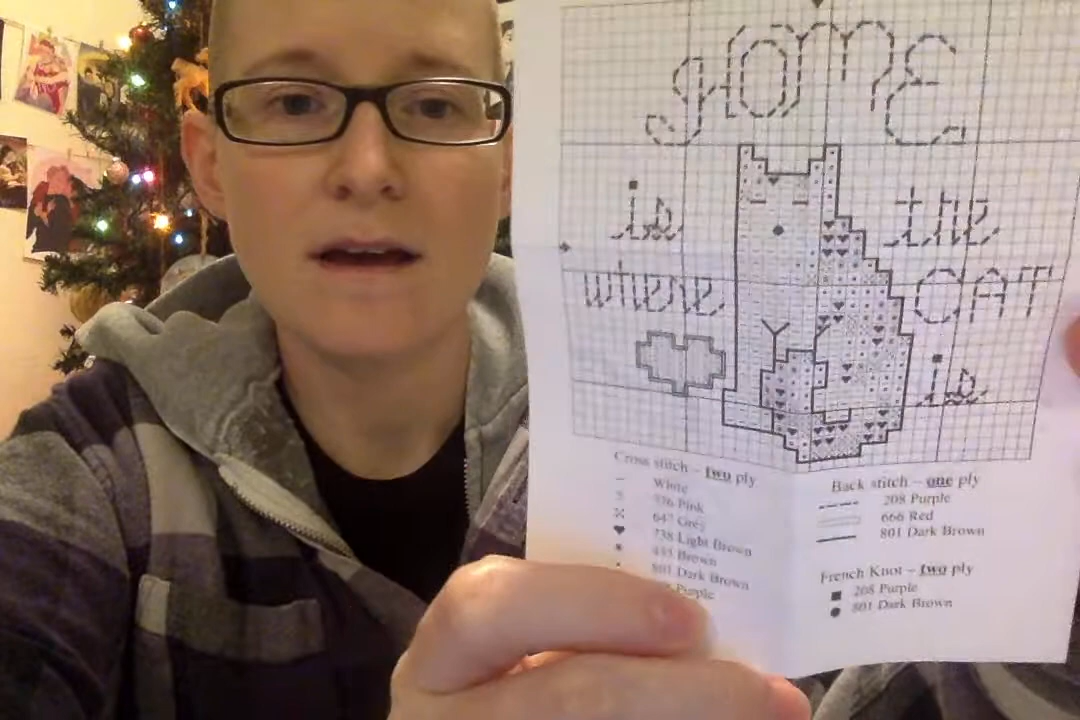 HOME
is
where
the
CAT
is
Cross stitch – two ply
White
776 Pink
647 Grey
738 Light Brown
Brown
801 Dark Brown
Purple
Back stitch – one ply
208 Purple
666 Red
801 Dark Brown
French Knot – two ply
208 Purple
801 Dark Brown